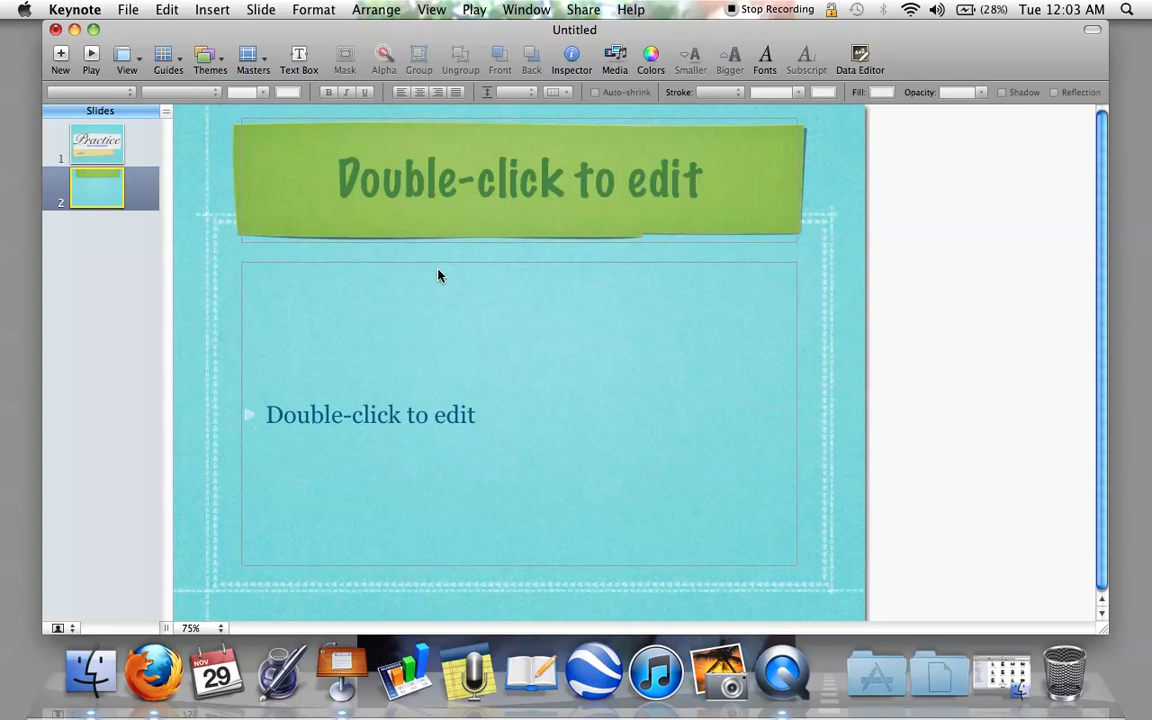 Keynote File Edit Insert Slide Format Arrange View Play Window Share Help Stop Recording (28%) Tue 12:03 AM
Untitled
New Play View Guides Themes Masters Text Box Mask Alpha Group Ungroup Front Back Inspector Media Colors Smaller Bigger Fonts Subscript Data Editor
B I U Auto-shrink Stroke: Fill: Opacity: Shadow Reflection
Slides
Practice
1
2
Double-click to edit
Double-click to edit
75%
NOV
29